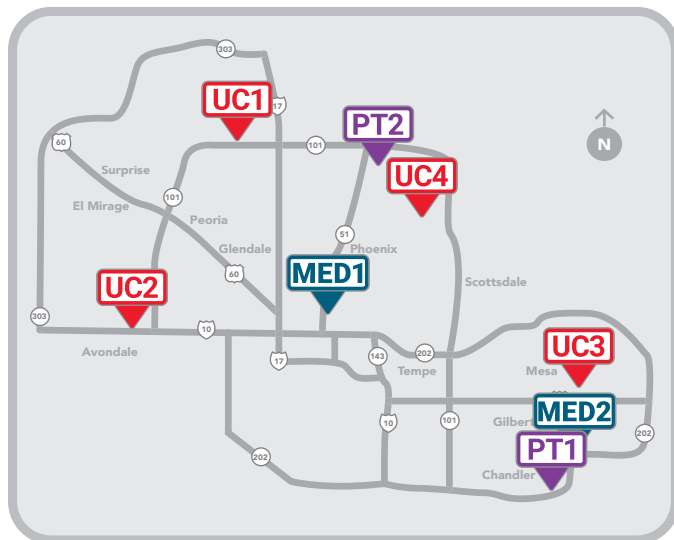 303
UC1
17
PT2
60
101
N
Surprise
UC4
101
El Mirage
Peoria
51
Glendale
Phoenix
MED1
60
UC2
Scottsdale
303
10
Avondale
17
143
202
UC3
Tempe
Mesa
MED2
10
101
Gilbert
202
PT1
202
Chandler